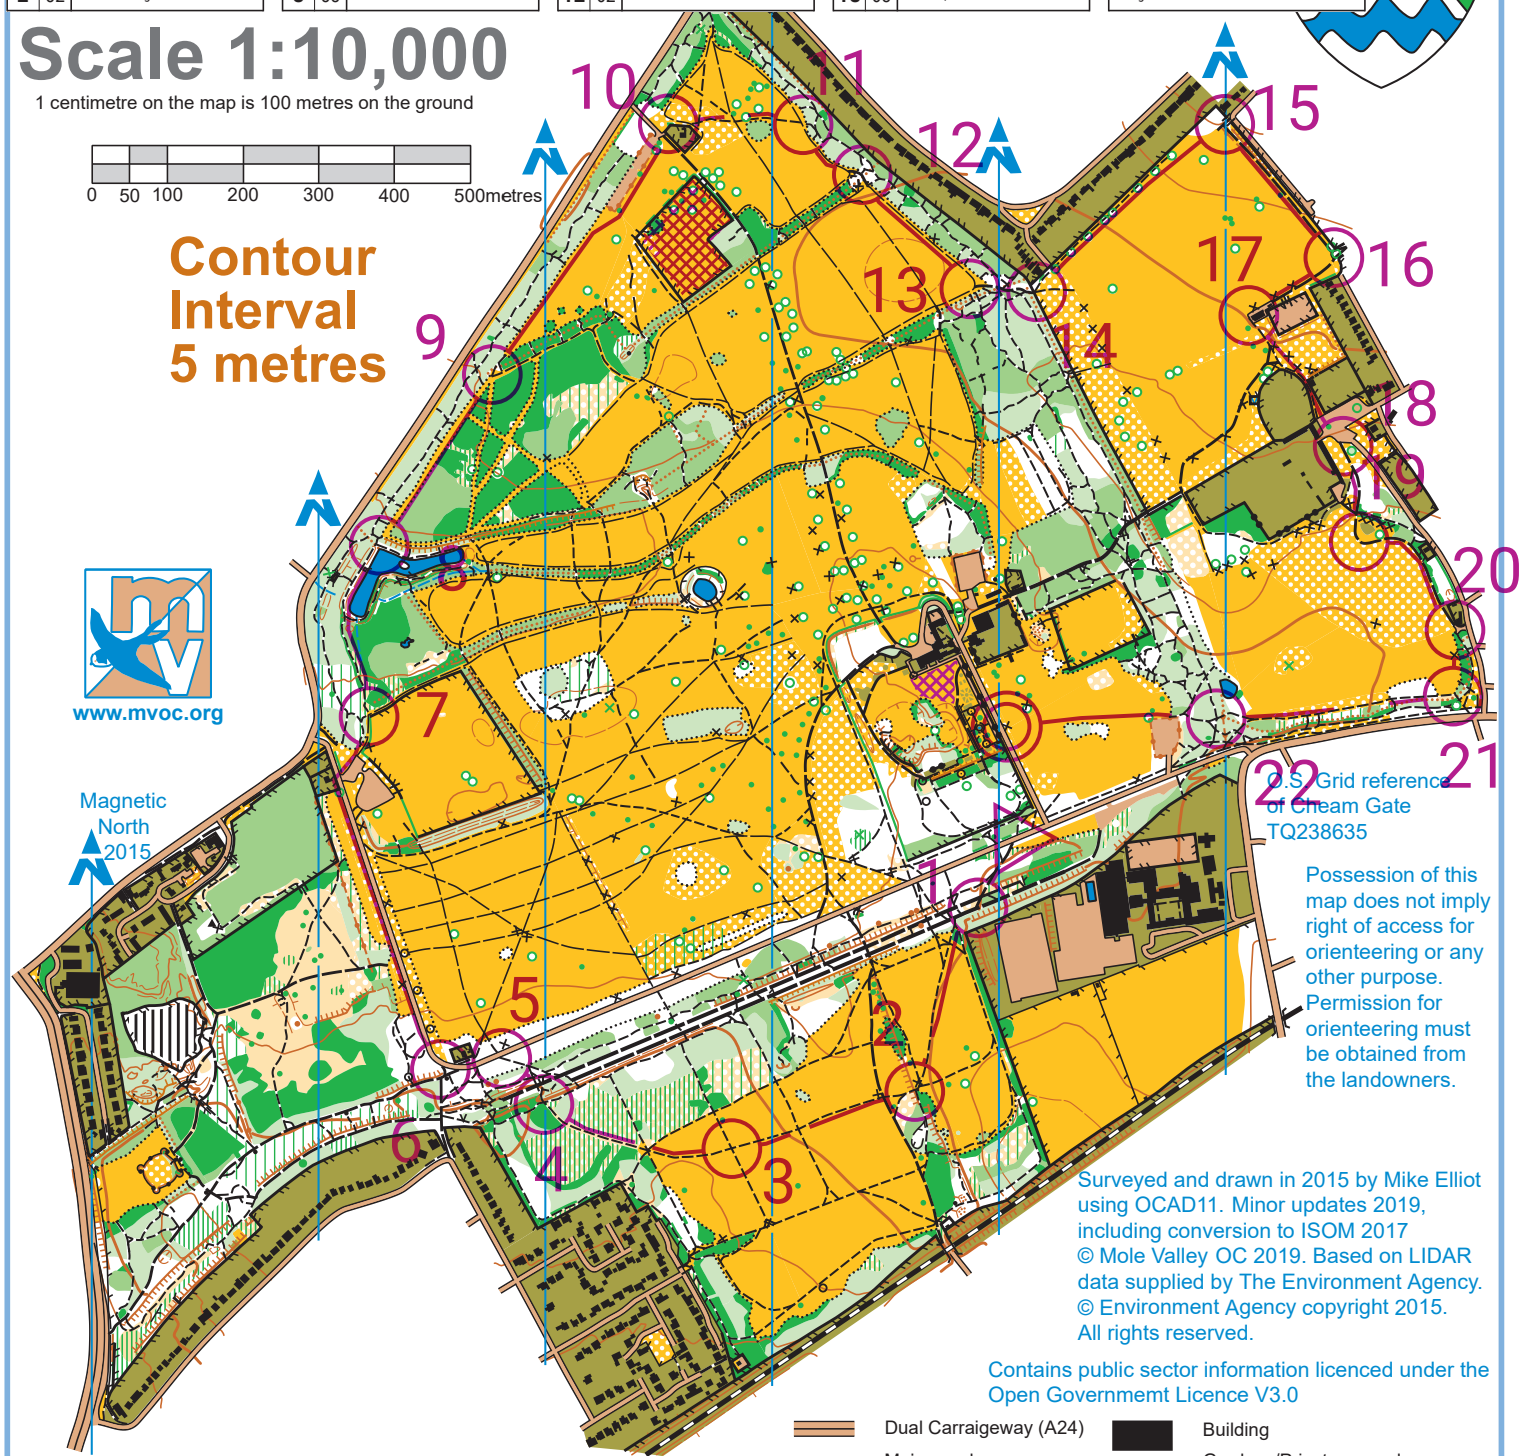 Scale 1:10,000
1 centimetre on the map is 100 metres on the ground
0 50 100 200 300 400 500metres
Contour
Interval
5 metres
mv
www.mvoc.org
Magnetic
North
2015
10
11
12
15
9
13
14
17
16
18
19
8
20
7
21
22
1
5
2
6
4
3
O.S. Grid reference
of Cheam Gate
TQ238635
Possession of this
map does not imply
right of access for
orienteering or any
other purpose.
Permission for
orienteering must
be obtained from
the landowners.
Surveyed and drawn in 2015 by Mike Elliot
using OCAD11. Minor updates 2019,
including conversion to ISOM 2017
© Mole Valley OC 2019. Based on LIDAR
data supplied by The Environment Agency.
© Environment Agency copyright 2015.
All rights reserved.
Contains public sector information licenced under the
Open Governmemt Licence V3.0
Dual Carraigeway (A24)
Building